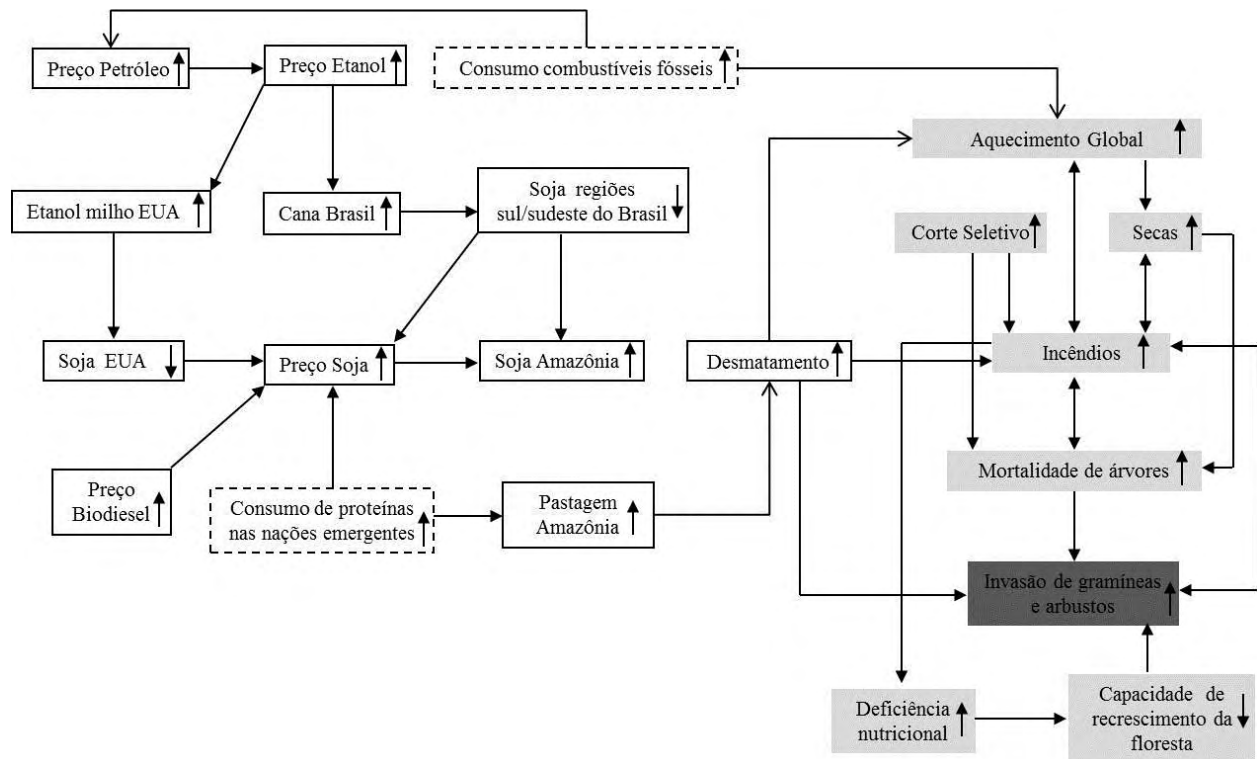 Preço Petróleo
Preço Etanol
Consumo combustíveis fósseis
Aquecimento Global
Etanol milho EUA
Cana Brasil
Soja regiões
sul/sudeste do Brasil
Corte Seletivo
Secas
Soja EUA
Preço Soja
Soja Amazônia
Desmatamento
Incêndios
Mortalidade de árvores
Preço
Biodiesel
Consumo de proteínas
nas nações emergentes
Pastagem
Amazônia
Invasão de gramíneas
e arbustos
Deficiência
nutricional
Capacidade de
recrescimento da
floresta